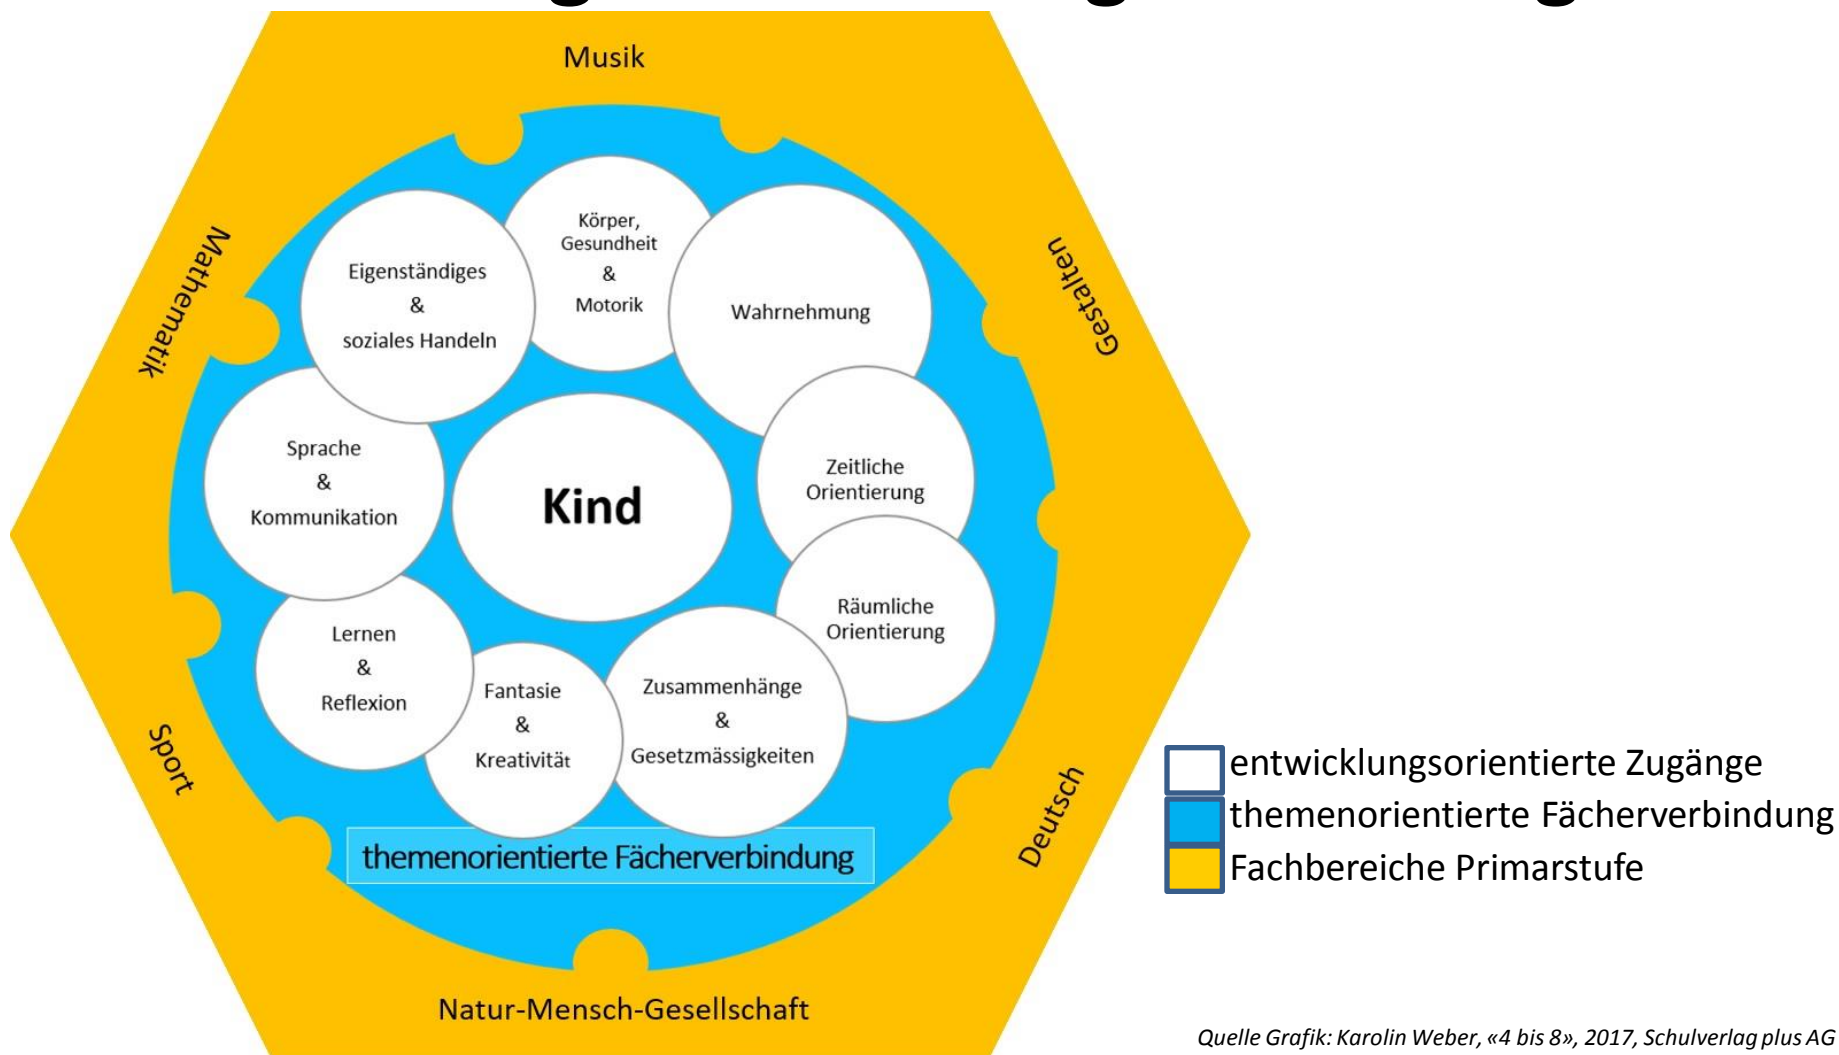 Musik
Mathematik
Gestalten
Körper,
Gesundheit
&
Motorik
Eigenständiges
&
soziales Handeln
Wahrnehmung
Sprache
&
Kommunikation
Kind
Zeitliche
Orientierung
Räumliche
Orientierung
Lernen
&
Reflexion
Fantasie
&
Kreativität
Zusammenhänge
&
Gesetzmässigkeiten
Sport
Deutsch
themenorientierte Fächerverbindung
Natur-Mensch-Gesellschaft
entwicklungsorientierte Zugänge
themenorientierte Fächerverbindung
Fachbereiche Primarstufe
Quelle Grafik: Karolin Weber, «4 bis 8», 2017, Schulverlag plus AG